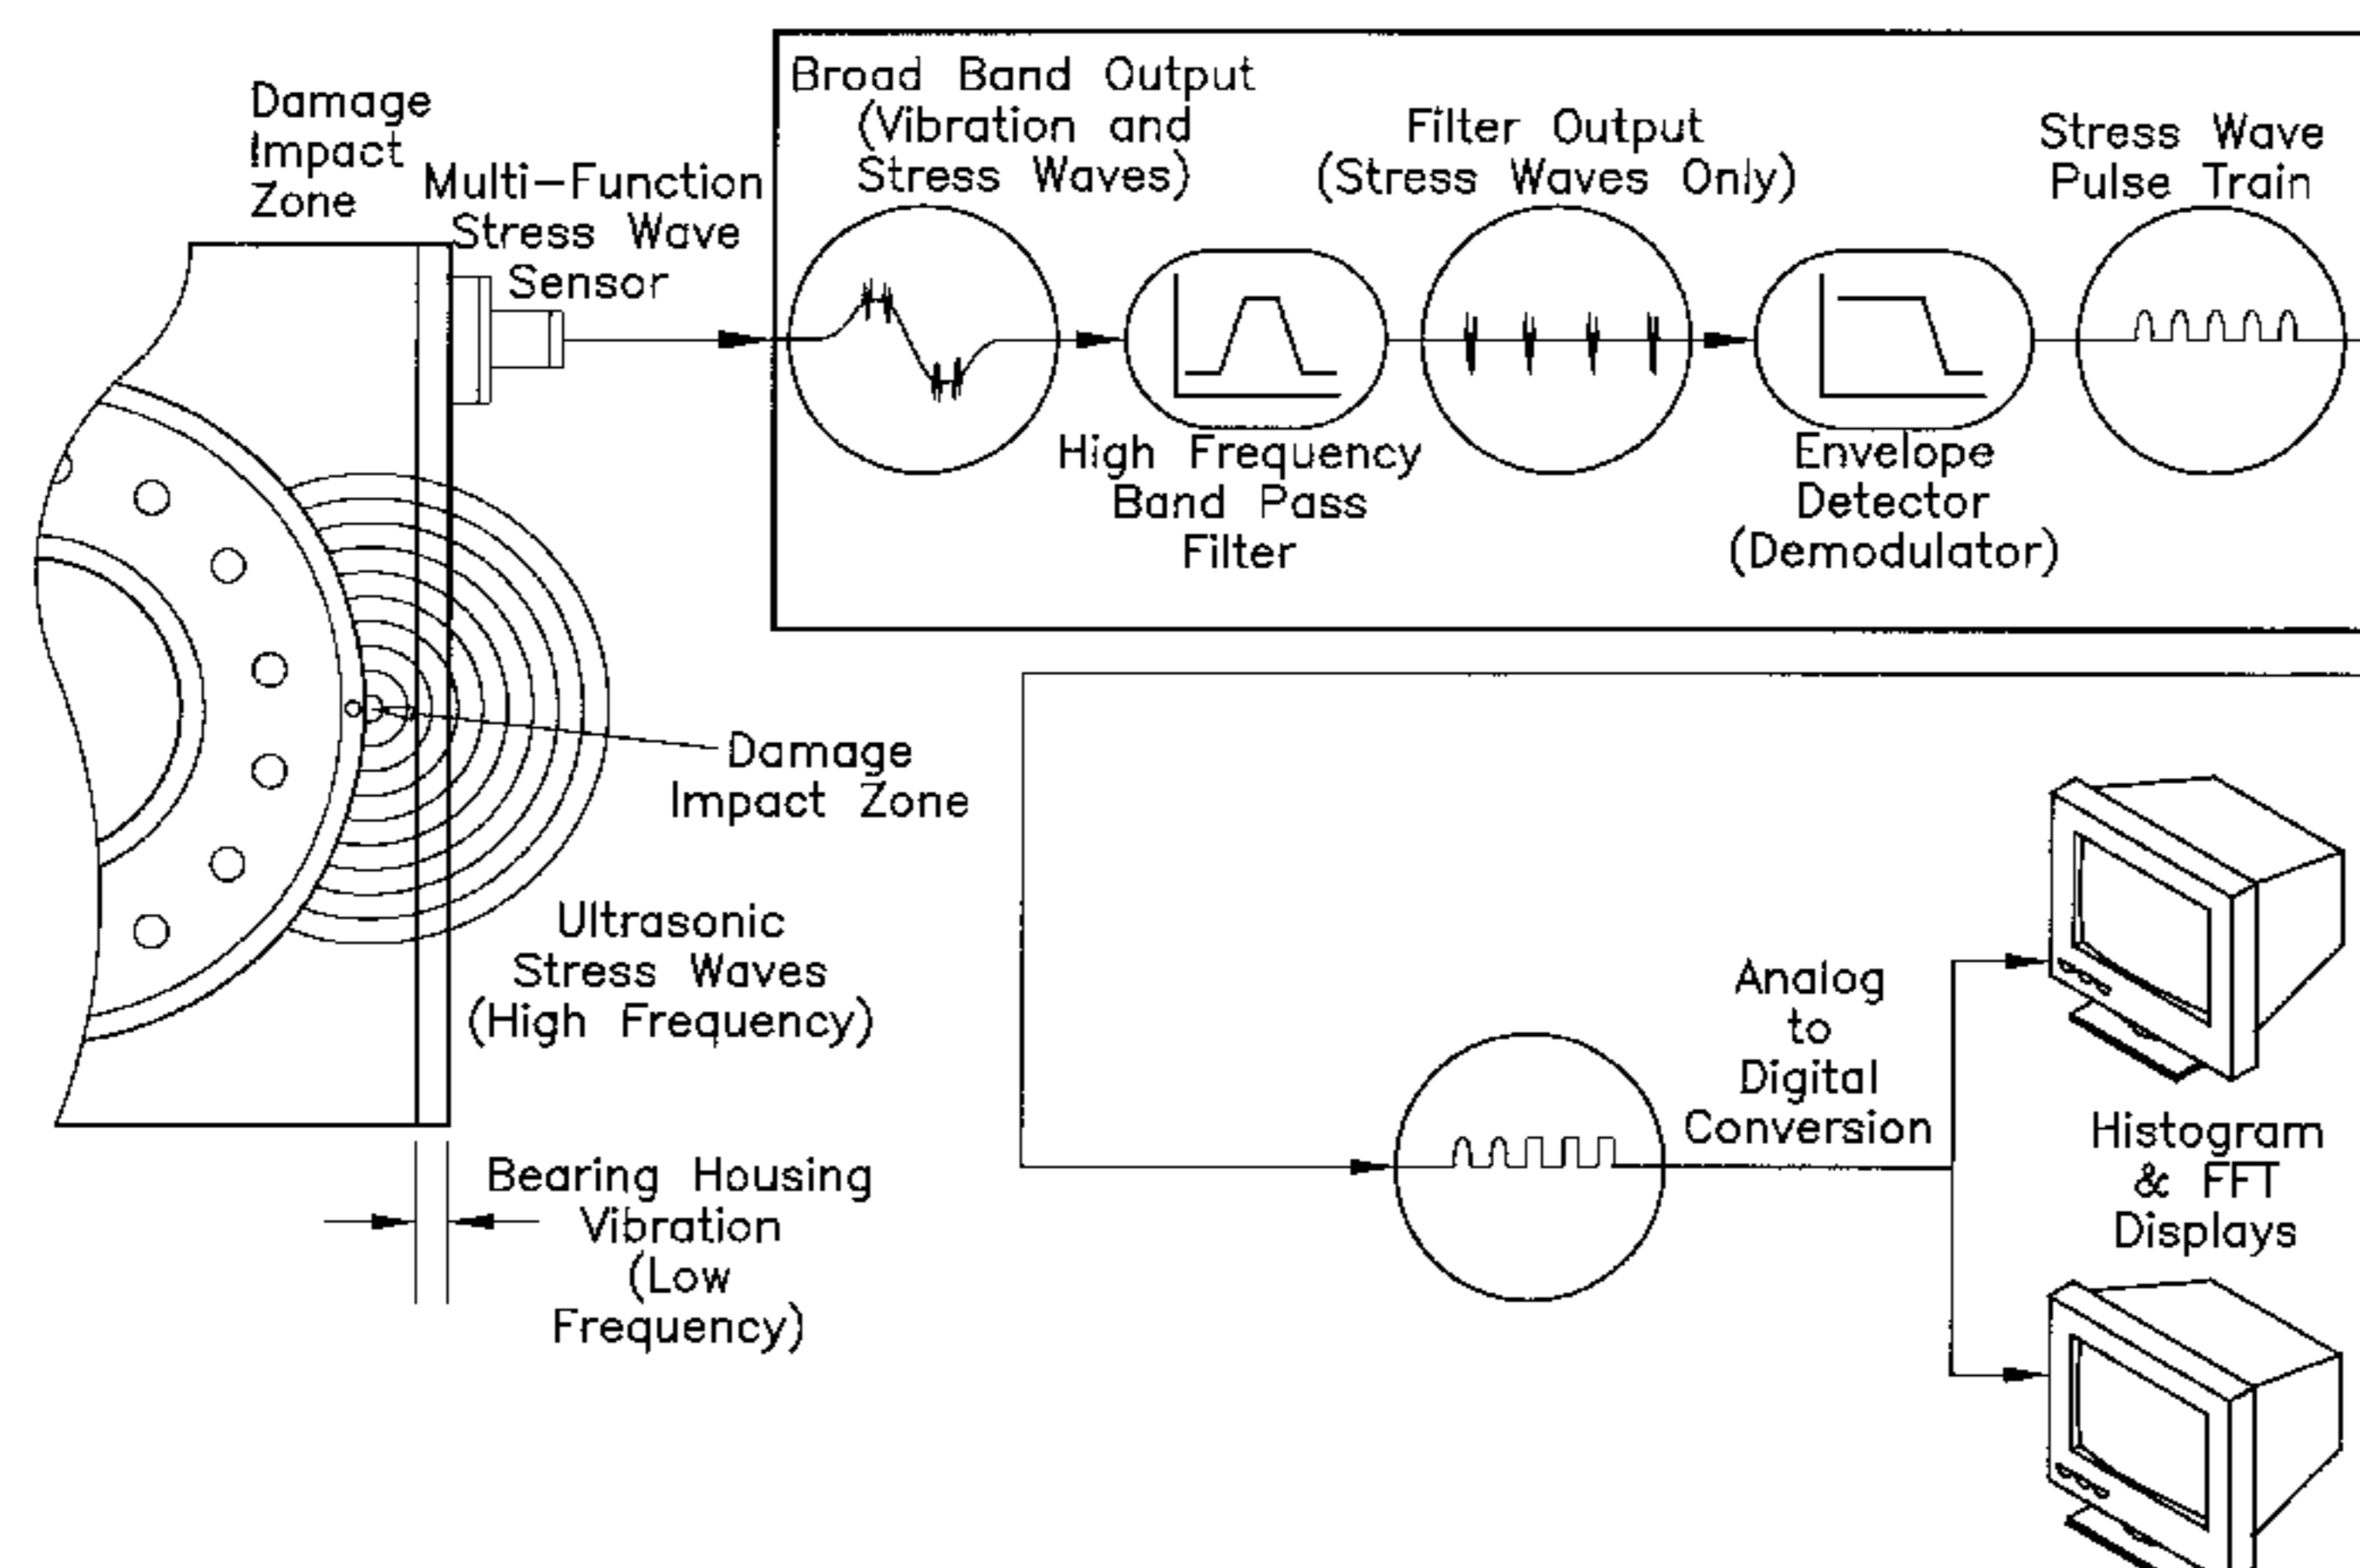 Damage
Impact
Zone
Multi-Function
Stress Wave
Sensor
Broad Band Output
(Vibration and
Stress Waves)
Filter Output
(Stress Waves Only)
Stress Wave
Pulse Train
High Frequency
Band Pass
Filter
Envelope
Detector
(Demodulator)
Damage
Impact Zone
Ultrasonic
Stress Waves
(High Frequency)
Bearing Housing
Vibration
(Low
Frequency)
Analog
to
Digital
Conversion
Histogram
& FFT
Displays